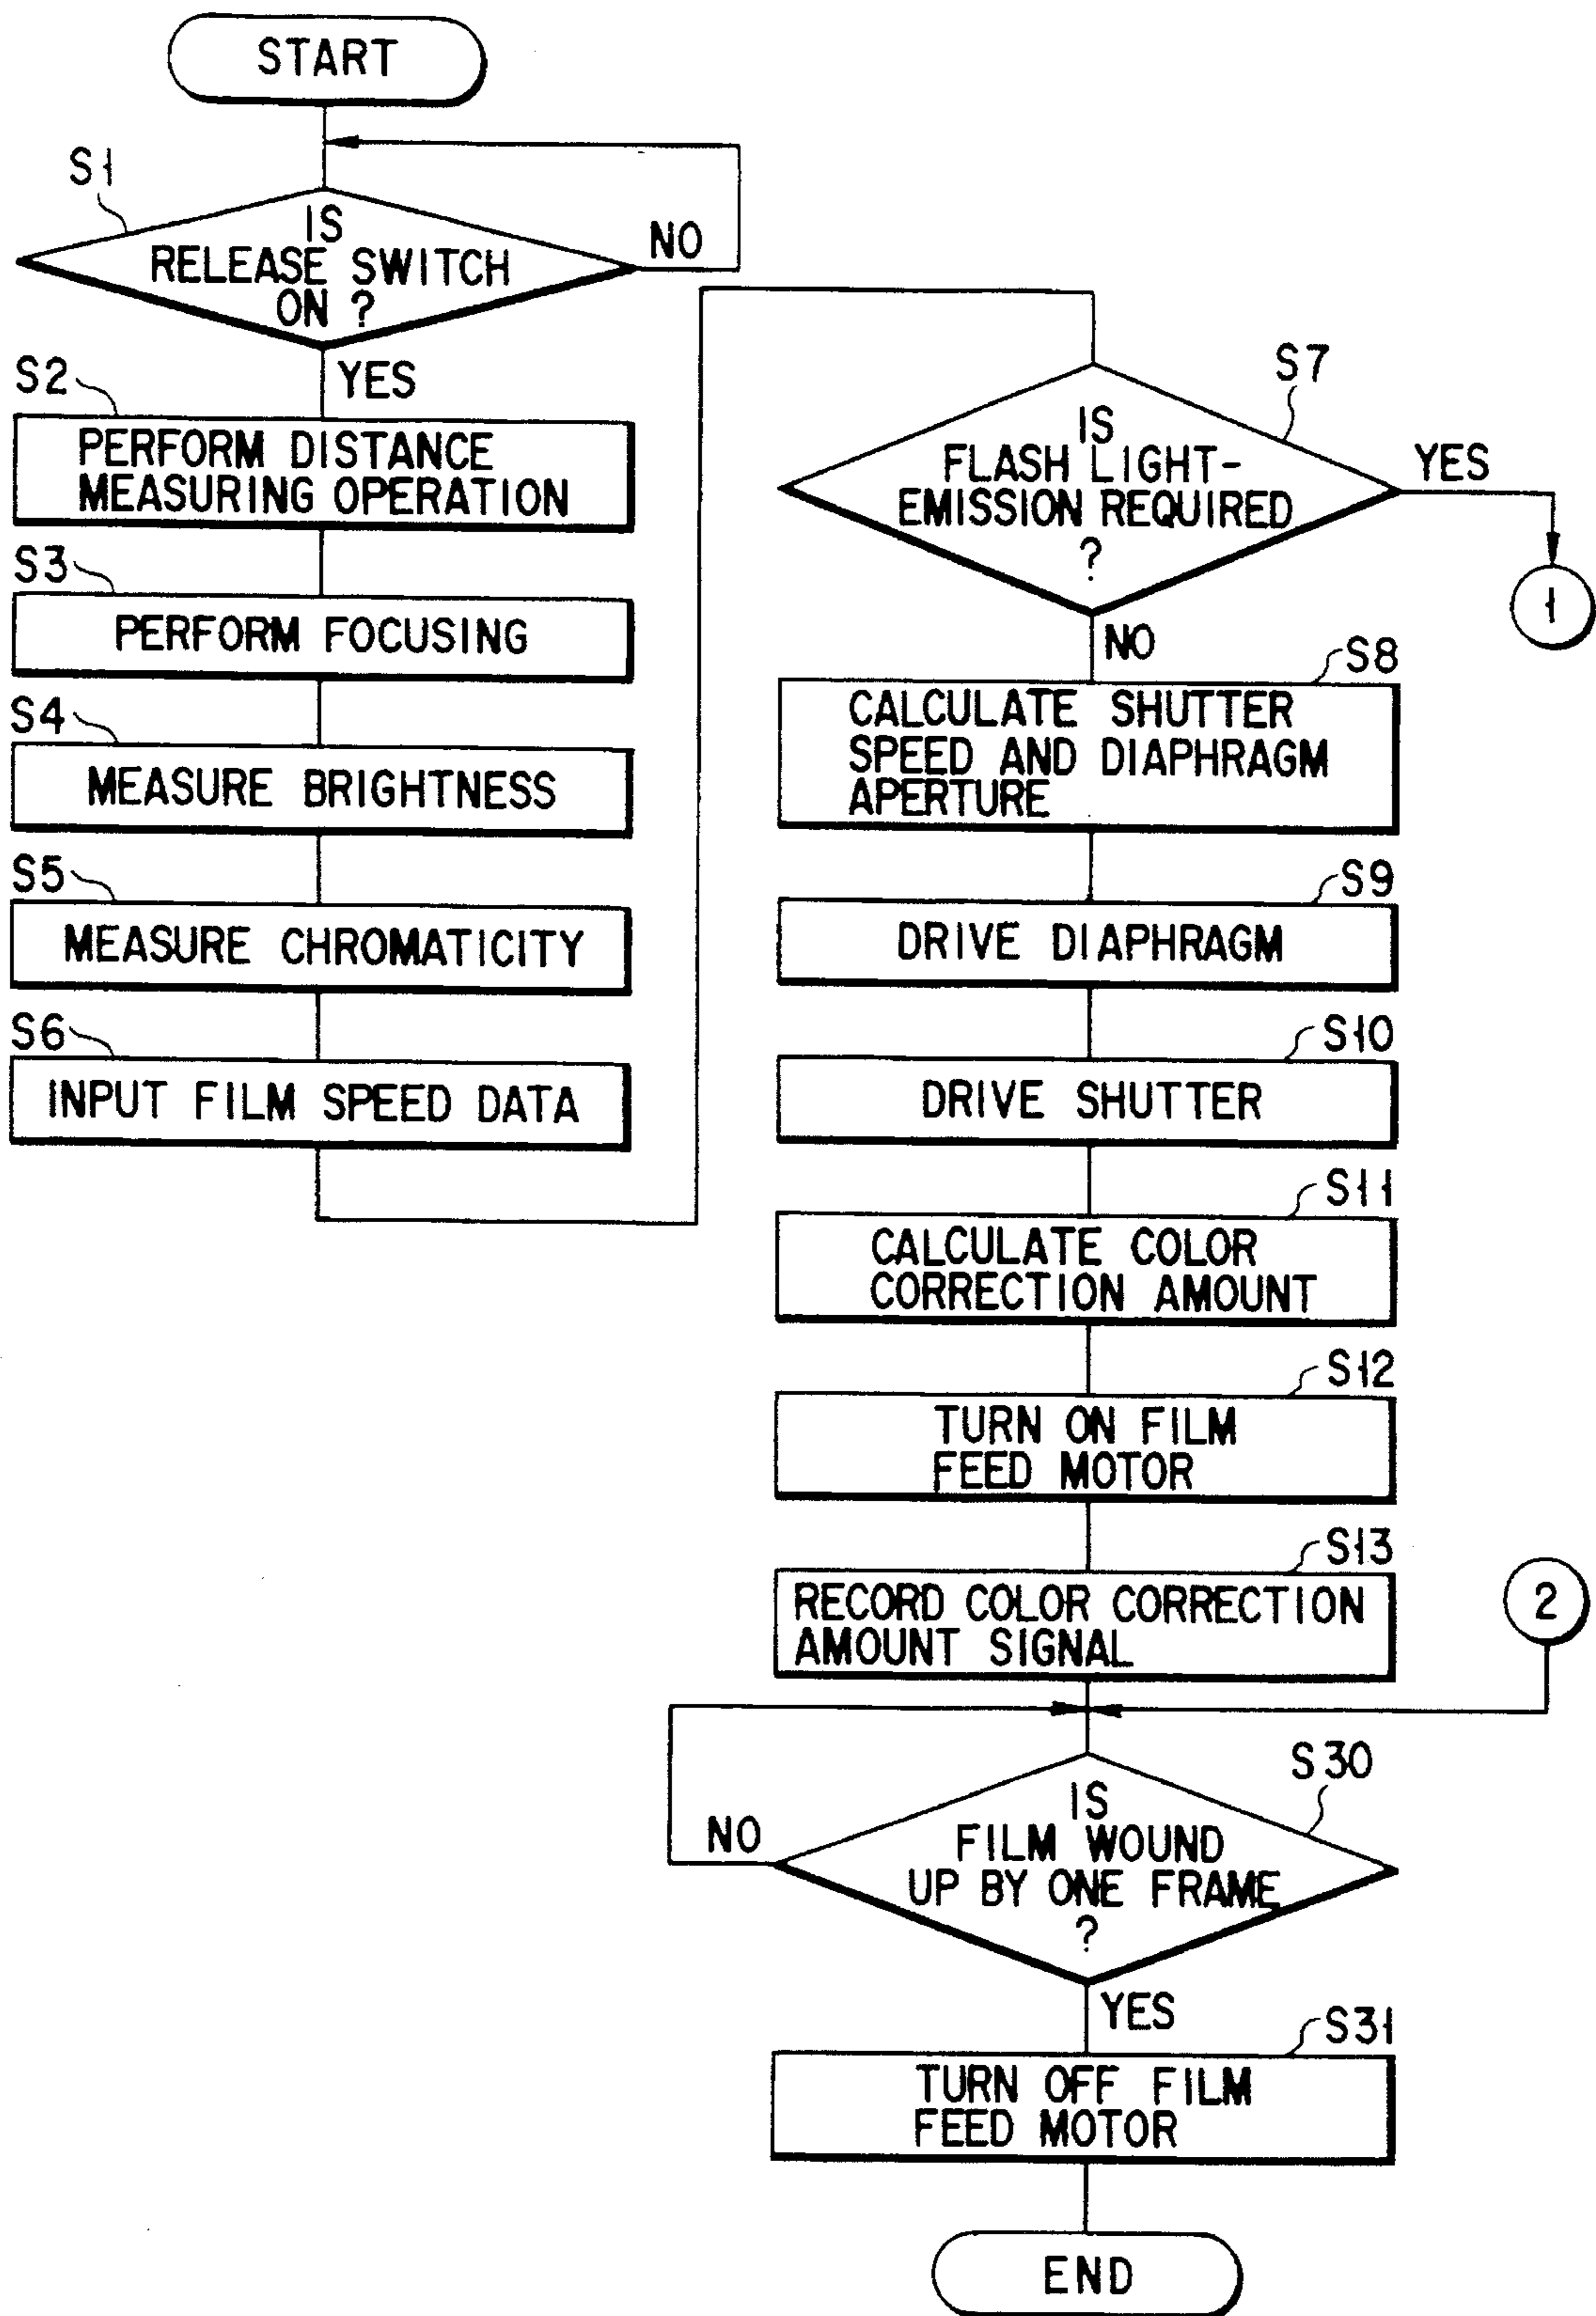 START
S1
IS
RELEASE SWITCH
ON ?
NO
YES
S2
PERFORM DISTANCE
MEASURING OPERATION
S3
PERFORM FOCUSING
S4
MEASURE BRIGHTNESS
S5
MEASURE CHROMATICITY
S6
INPUT FILM SPEED DATA
S7
IS
FLASH LIGHT-
EMISSION REQUIRED
?
YES
1
NO
S8
CALCULATE SHUTTER
SPEED AND DIAPHRAGM
APERTURE
S9
DRIVE DIAPHRAGM
S10
DRIVE SHUTTER
S11
CALCULATE COLOR
CORRECTION AMOUNT
S12
TURN ON FILM
FEED MOTOR
S13
RECORD COLOR CORRECTION
AMOUNT SIGNAL
2
S30
IS
FILM WOUND
UP BY ONE FRAME
?
NO
YES
S31
TURN OFF FILM
FEED MOTOR
END